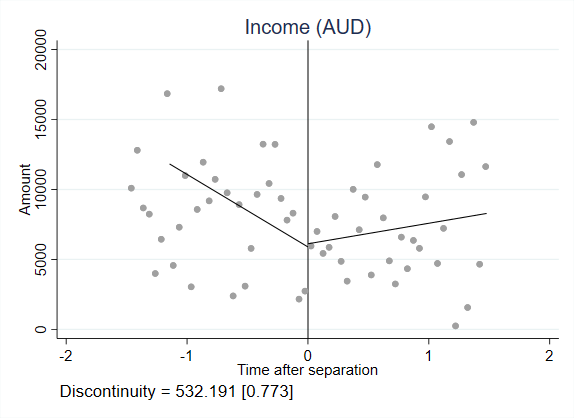 Income (AUD)
Amount
20000
15000
10000
5000
0
-2 -1 0 1 2
Time after separation
Discontinuity = 532.191 [0.773]